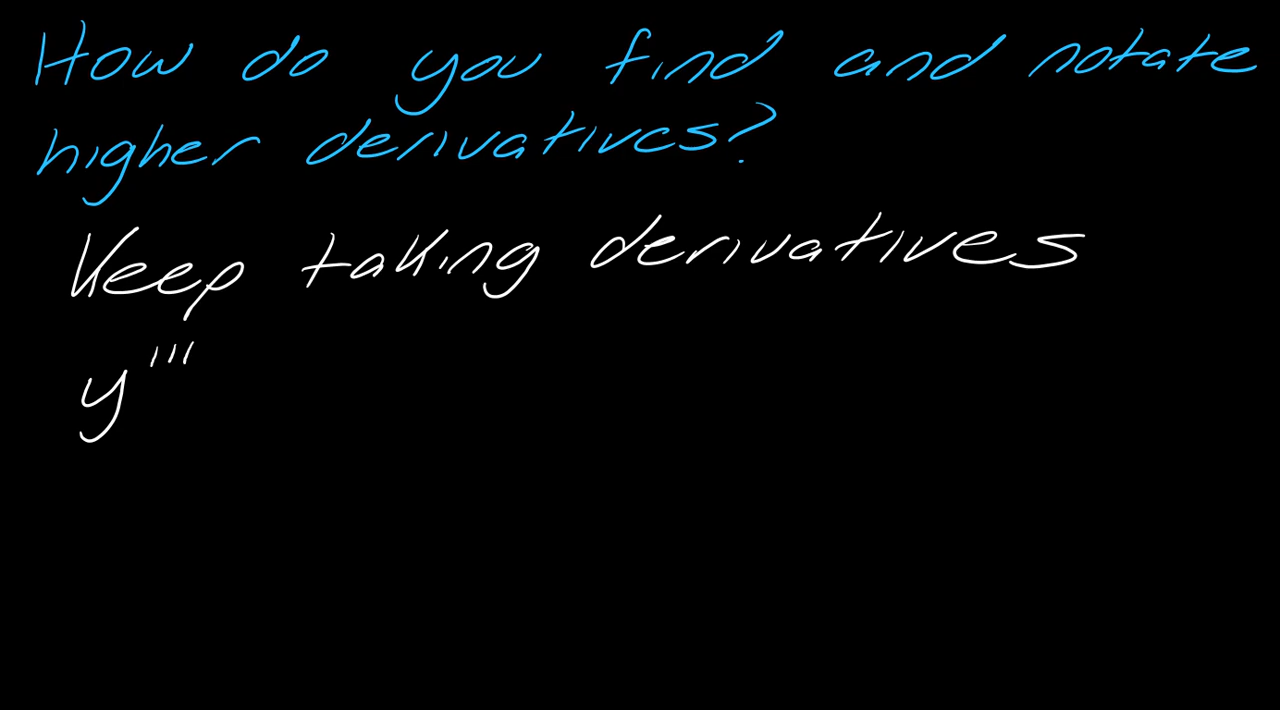 How do you find and notate
higher derivatives?
Keep taking derivatives
y'''